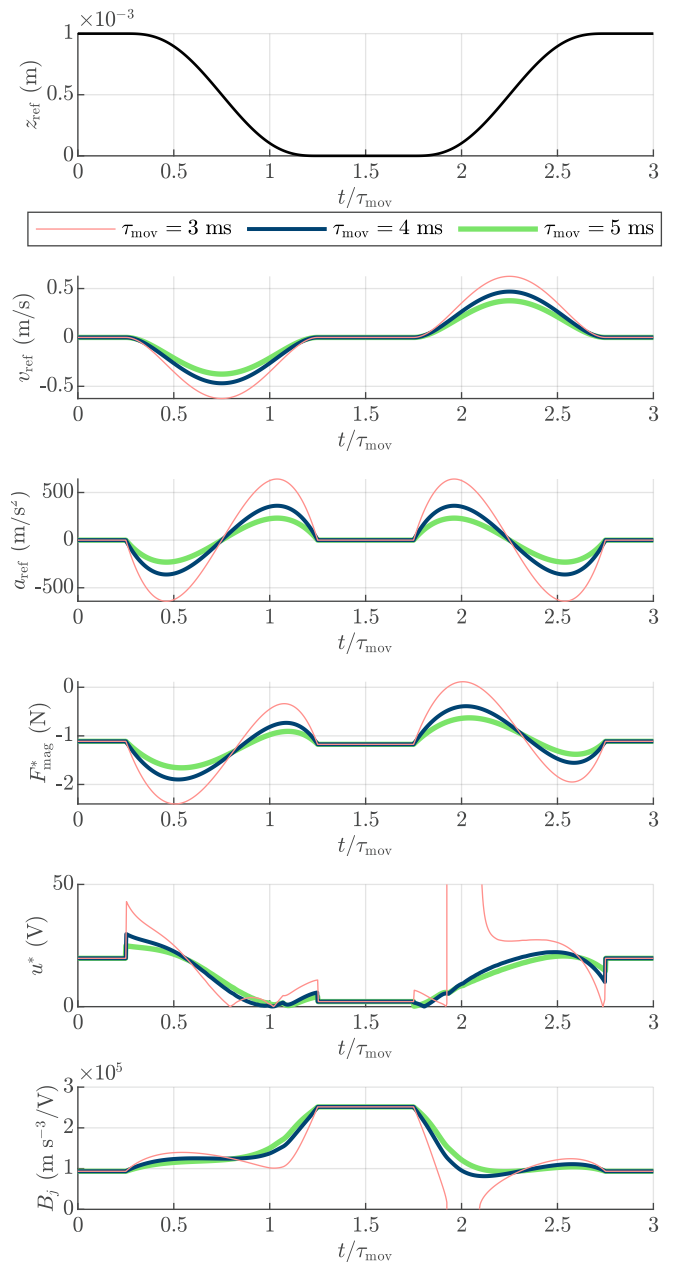 1 ×10⁻³
0.5
0
z_ref (m)
0 0.5 1 1.5 2 2.5 3
t/τ_mov
τ_mov = 3 ms τ_mov = 4 ms τ_mov = 5 ms
0.5
0
-0.5
v_ref (m/s)
0 0.5 1 1.5 2 2.5 3
t/τ_mov
500
0
-500
a_ref (m/s²)
0 0.5 1 1.5 2 2.5 3
t/τ_mov
0
-1
-2
F*_mag (N)
0 0.5 1 1.5 2 2.5 3
t/τ_mov
50
0
u* (V)
0 0.5 1 1.5 2 2.5 3
t/τ_mov
×10⁵
3
2
1
0
B_j (m s⁻³/V)
0 0.5 1 1.5 2 2.5 3
t/τ_mov